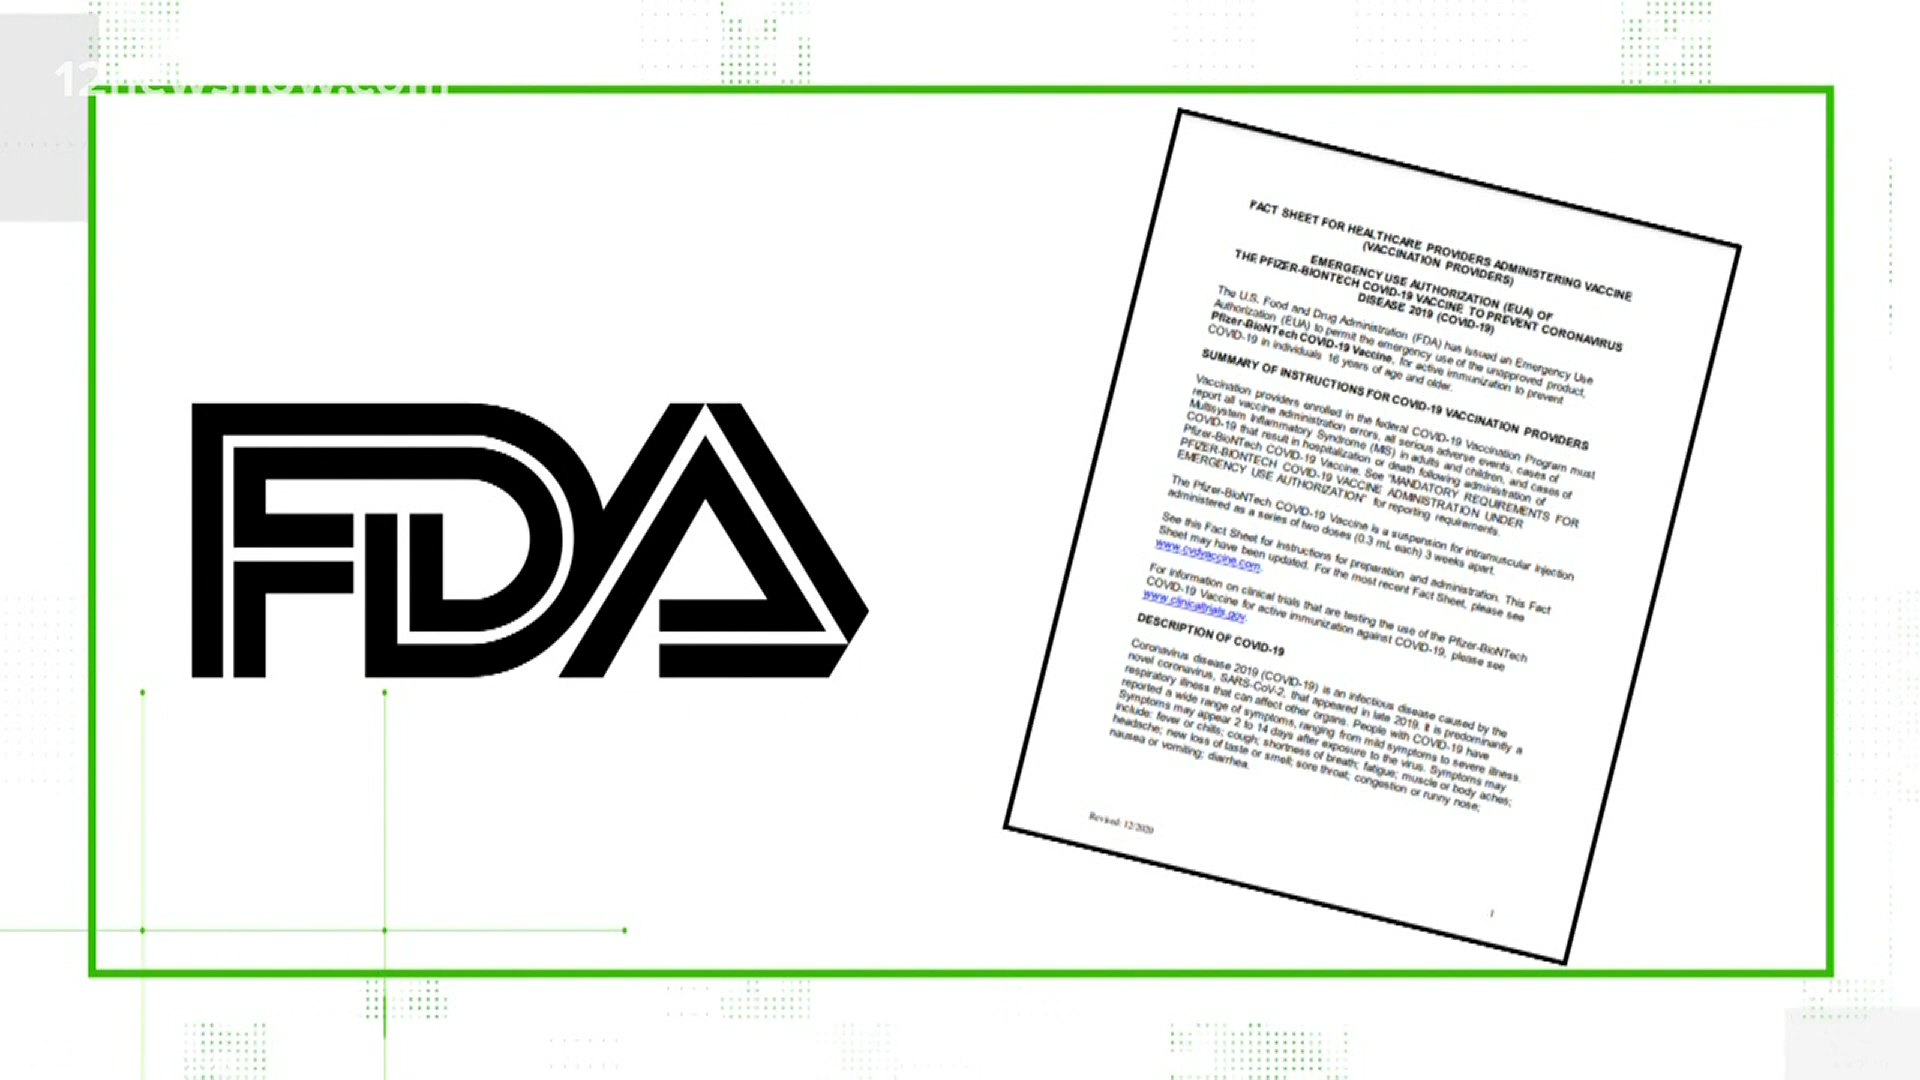 12newsnow.com
FDA
FACT SHEET FOR HEALTHCARE PROVIDERS ADMINISTERING VACCINE
(VACCINATION PROVIDERS)
EMERGENCY USE AUTHORIZATION (EUA) OF
THE PFIZER-BIONTECH COVID-19 VACCINE TO PREVENT CORONAVIRUS
DISEASE 2019 (COVID-19)
The U.S. Food and Drug Administration (FDA) has issued an Emergency Use
Authorization (EUA) to permit the emergency use of the unapproved product,
Pfizer-BioNTech COVID-19 Vaccine, for active immunization to prevent
COVID-19 in individuals 16 years of age and older.
SUMMARY OF INSTRUCTIONS FOR COVID-19 VACCINATION PROVIDERS
Vaccination providers enrolled in the federal COVID-19 Vaccination Program must
report all vaccine administration errors, all serious adverse events, cases of
Multisystem Inflammatory Syndrome (MIS) in adults and children, and cases of
COVID-19 that result in hospitalization or death following administration of
Pfizer-BioNTech COVID-19 Vaccine. See "MANDATORY REQUIREMENTS FOR
PFIZER-BIONTECH COVID-19 VACCINE ADMINISTRATION UNDER
EMERGENCY USE AUTHORIZATION" for reporting requirements.
The Pfizer-BioNTech COVID-19 Vaccine is a suspension for intramuscular injection
administered as a series of two doses (0.3 mL each) 3 weeks apart.
See this Fact Sheet for instructions for preparation and administration. This Fact
Sheet may have been updated. For the most recent Fact Sheet, please see
www.cvdvaccine.com.
For information on clinical trials that are testing the use of the Pfizer-BioNTech
COVID-19 Vaccine for active immunization against COVID-19, please see
www.clinicaltrials.gov.
DESCRIPTION OF COVID-19
Coronavirus disease 2019 (COVID-19) is an infectious disease caused by the
novel coronavirus, SARS-CoV-2, that appeared in late 2019. It is predominantly a
respiratory illness that can affect other organs. People with COVID-19 have
reported a wide range of symptoms, ranging from mild symptoms to severe illness.
Symptoms may appear 2 to 14 days after exposure to the virus. Symptoms may
include: fever or chills; cough; shortness of breath; fatigue; muscle or body aches;
headache; new loss of taste or smell; sore throat; congestion or runny nose;
nausea or vomiting; diarrhea.
Revised: 12/2020
1